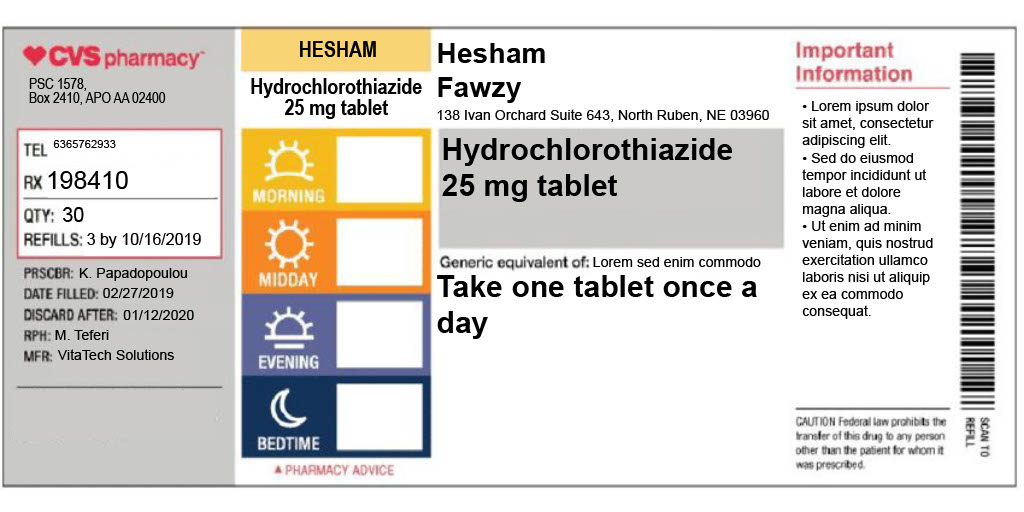 CVS pharmacy
PSC 1578,
Box 2410, APO AA 02400
TEL 6365762933
RX 198410
QTY: 30
REFILLS: 3 by 10/16/2019
PRSCBR: K. Papadopoulou
DATE FILLED: 02/27/2019
DISCARD AFTER: 01/12/2020
RPH: M. Teferi
MFR: VitaTech Solutions
HESHAM
Hydrochlorothiazide
25 mg tablet
MORNING
MIDDAY
EVENING
BEDTIME
▲ PHARMACY ADVICE
Hesham
Fawzy
138 Ivan Orchard Suite 643, North Ruben, NE 03960
Hydrochlorothiazide
25 mg tablet
Generic equivalent of: Lorem sed enim commodo
Take one tablet once a
day
Important
Information
• Lorem ipsum dolor
sit amet, consectetur
adipiscing elit.
• Sed do eiusmod
tempor incididunt ut
labore et dolore
magna aliqua.
• Ut enim ad minim
veniam, quis nostrud
exercitation ullamco
laboris nisi ut aliquip
ex ea commodo
consequat.
CAUTION Federal law prohibits the
transfer of this drug to any person
other than the patient for whom it
was prescribed.
SCAN TO
REFILL